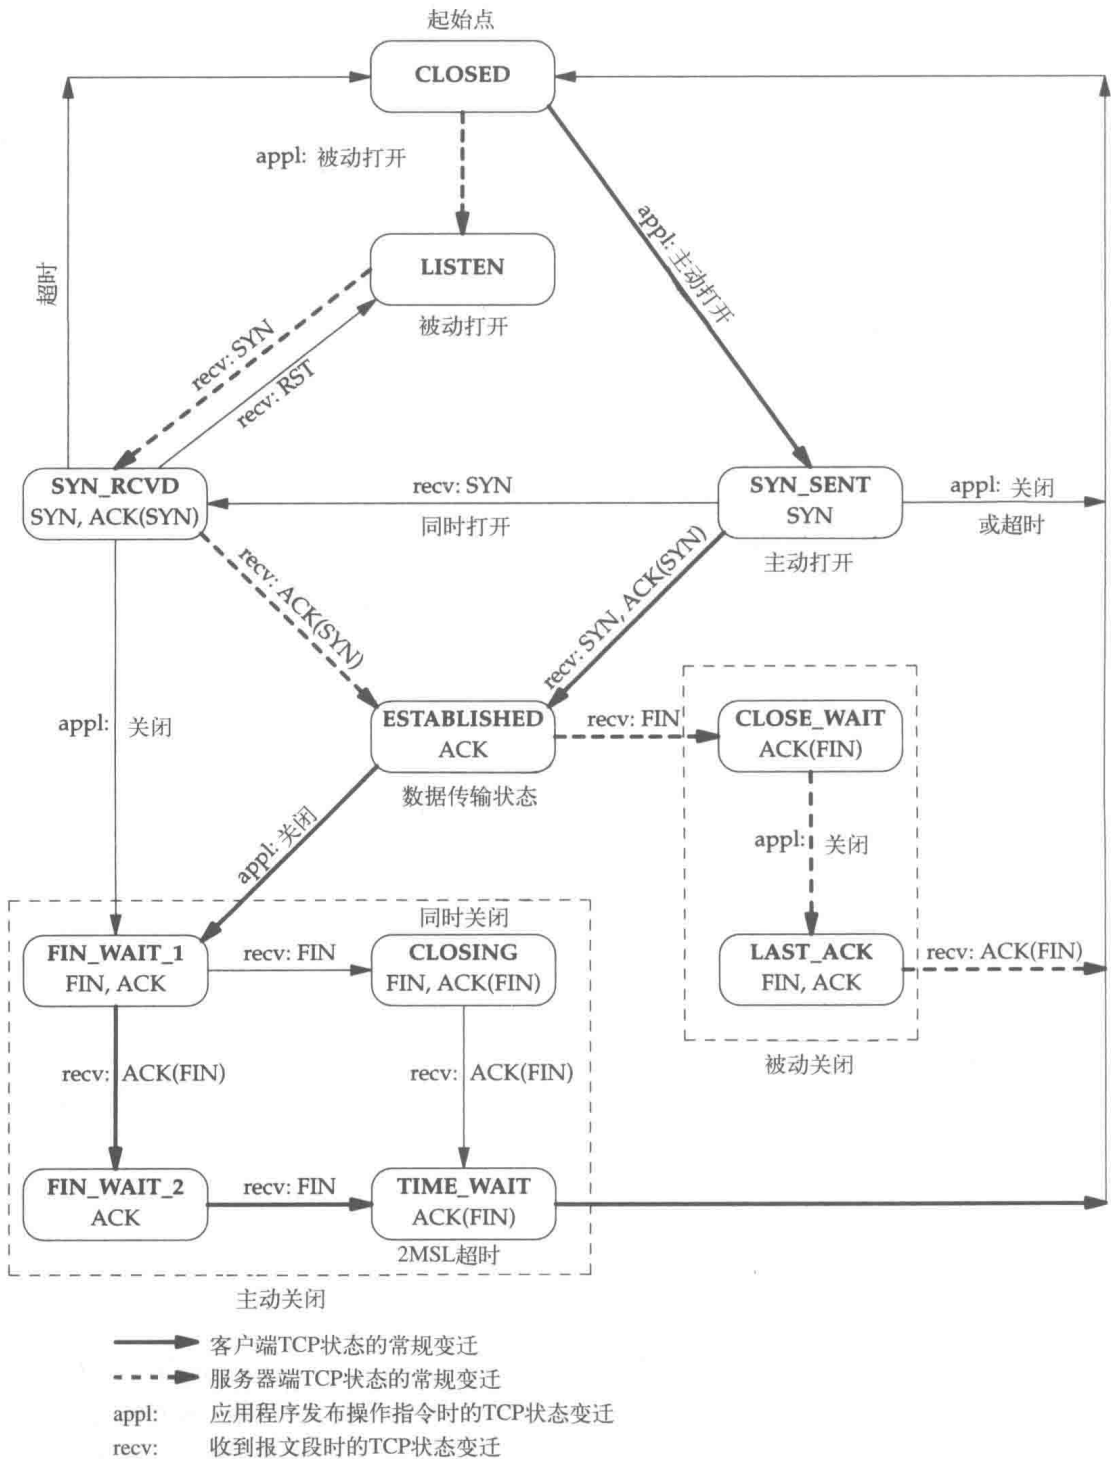 起始点
CLOSED
appl: 被动打开
appl: 主动打开
超时
LISTEN
被动打开
recv: SYN
recv: RST
SYN_RCVD
SYN, ACK(SYN)
recv: SYN
同时打开
SYN_SENT
SYN
主动打开
appl: 关闭
或超时
recv: ACK(SYN)
recv: SYN, ACK(SYN)
appl: 关闭
ESTABLISHED
ACK
数据传输状态
recv: FIN
CLOSE_WAIT
ACK(FIN)
appl: 关闭
appl: 关闭
LAST_ACK
FIN, ACK
recv: ACK(FIN)
被动关闭
同时关闭
FIN_WAIT_1
FIN, ACK
recv: FIN
CLOSING
FIN, ACK(FIN)
recv: ACK(FIN)
recv: ACK(FIN)
FIN_WAIT_2
ACK
recv: FIN
TIME_WAIT
ACK(FIN)
2MSL超时
主动关闭
客户端TCP状态的常规变迁
服务器端TCP状态的常规变迁
appl: 应用程序发布操作指令时的TCP状态变迁
recv: 收到报文段时的TCP状态变迁